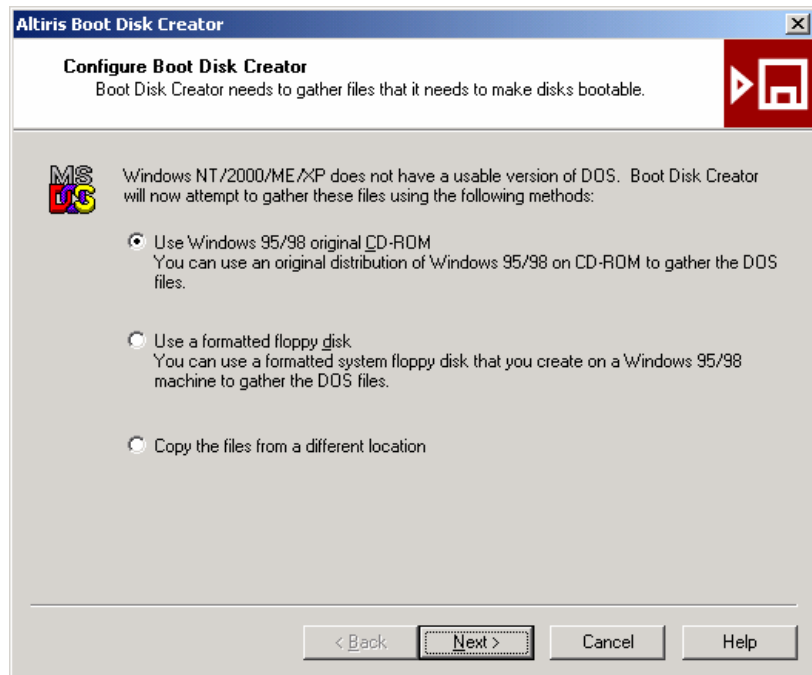 Altiris Boot Disk Creator
Configure Boot Disk Creator
Boot Disk Creator needs to gather files that it needs to make disks bootable.
MS
DOS
Windows NT/2000/ME/XP does not have a usable version of DOS. Boot Disk Creator
will now attempt to gather these files using the following methods:
Use Windows 95/98 original CD-ROM
You can use an original distribution of Windows 95/98 on CD-ROM to gather the DOS
files.
Use a formatted floppy disk
You can use a formatted system floppy disk that you create on a Windows 95/98
machine to gather the DOS files.
Copy the files from a different location
< Back
Next >
Cancel
Help